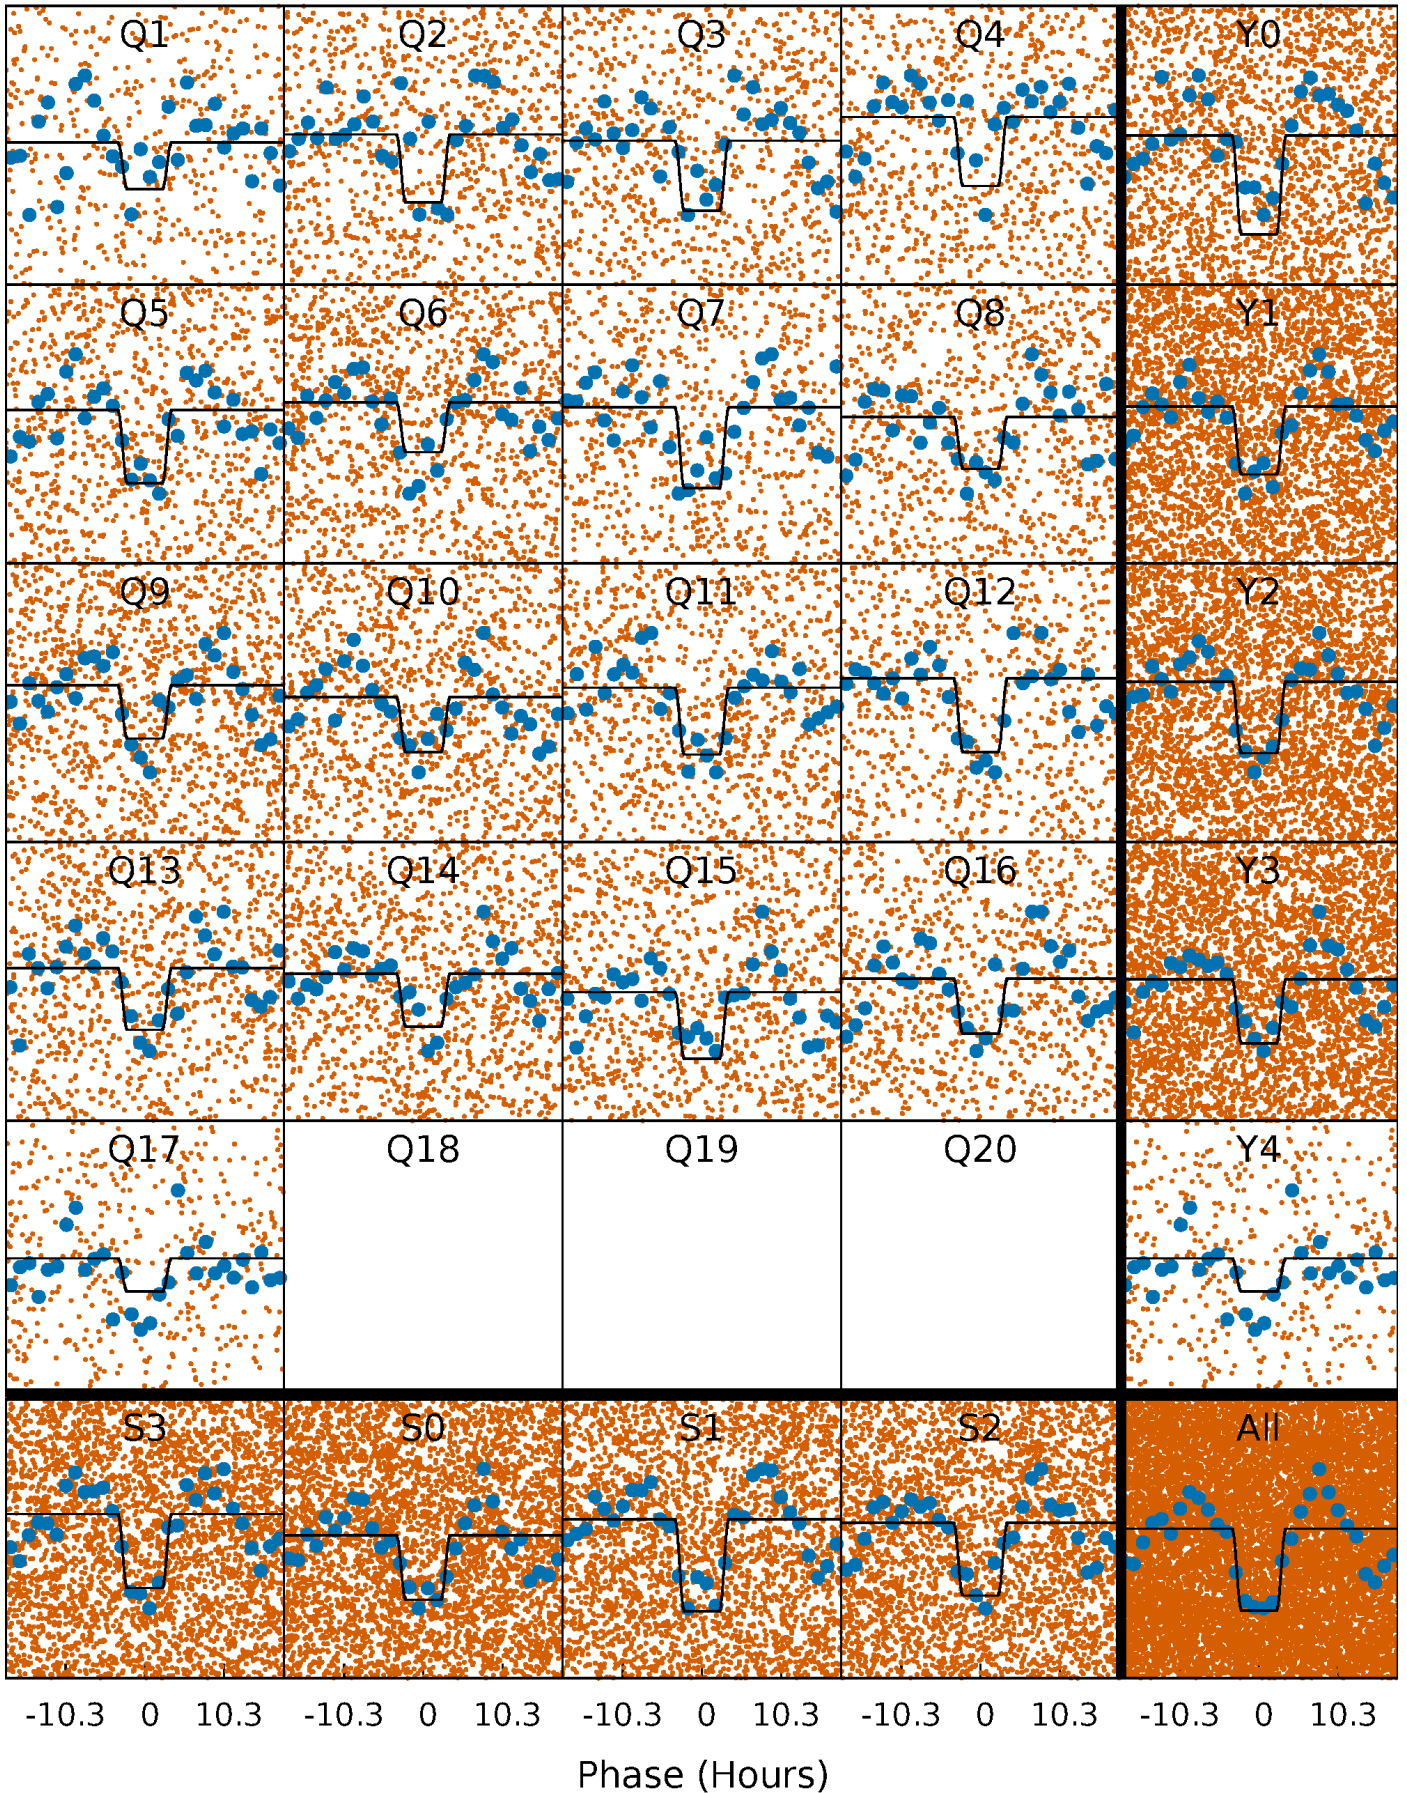 Q1 Q2 Q3 Q4 Y0
Q5 Q6 Q7 Q8 Y1
Q9 Q10 Q11 Q12 Y2
Q13 Q14 Q15 Q16 Y3
Q17 Q18 Q19 Q20 Y4
S3 S0 S1 S2 All
-10.3 0 10.3 -10.3 0 10.3 -10.3 0 10.3 -10.3 0 10.3 -10.3 0 10.3
Phase (Hours)